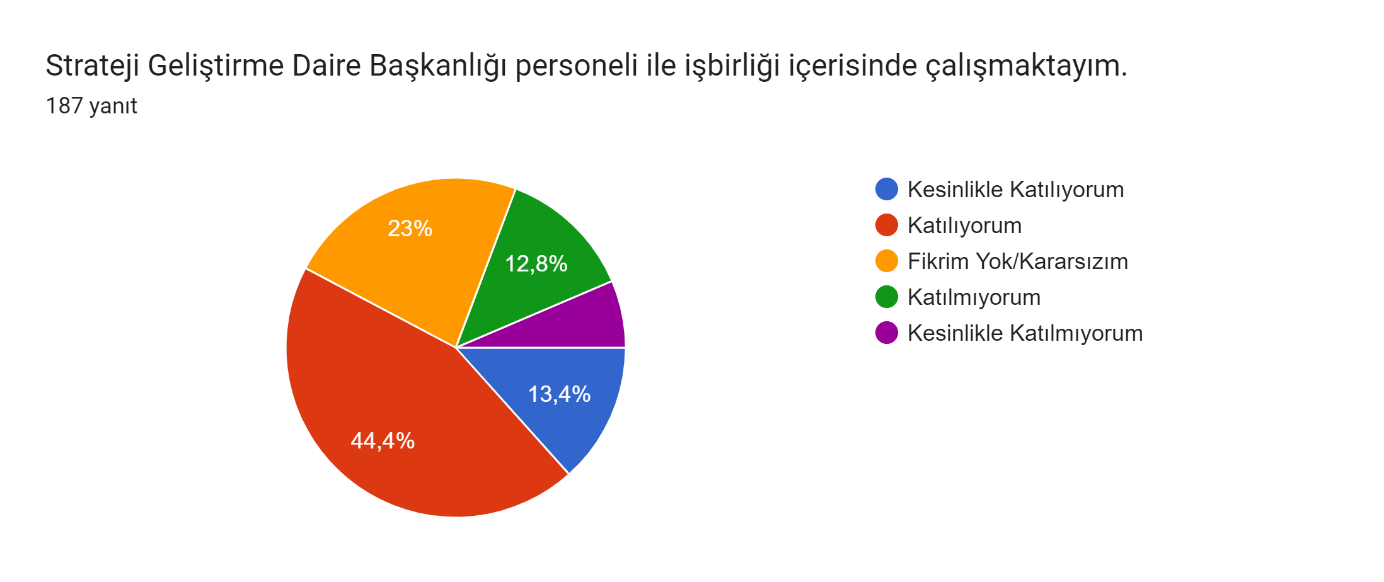 Strateji Geliştirme Daire Başkanlığı personeli ile işbirliği içerisinde çalışmaktayım.
187 yanıt
Kesinlikle Katılıyorum
Katılıyorum
Fikrim Yok/Kararsızım
Katılmıyorum
Kesinlikle Katılmıyorum
23%
12,8%
13,4%
44,4%